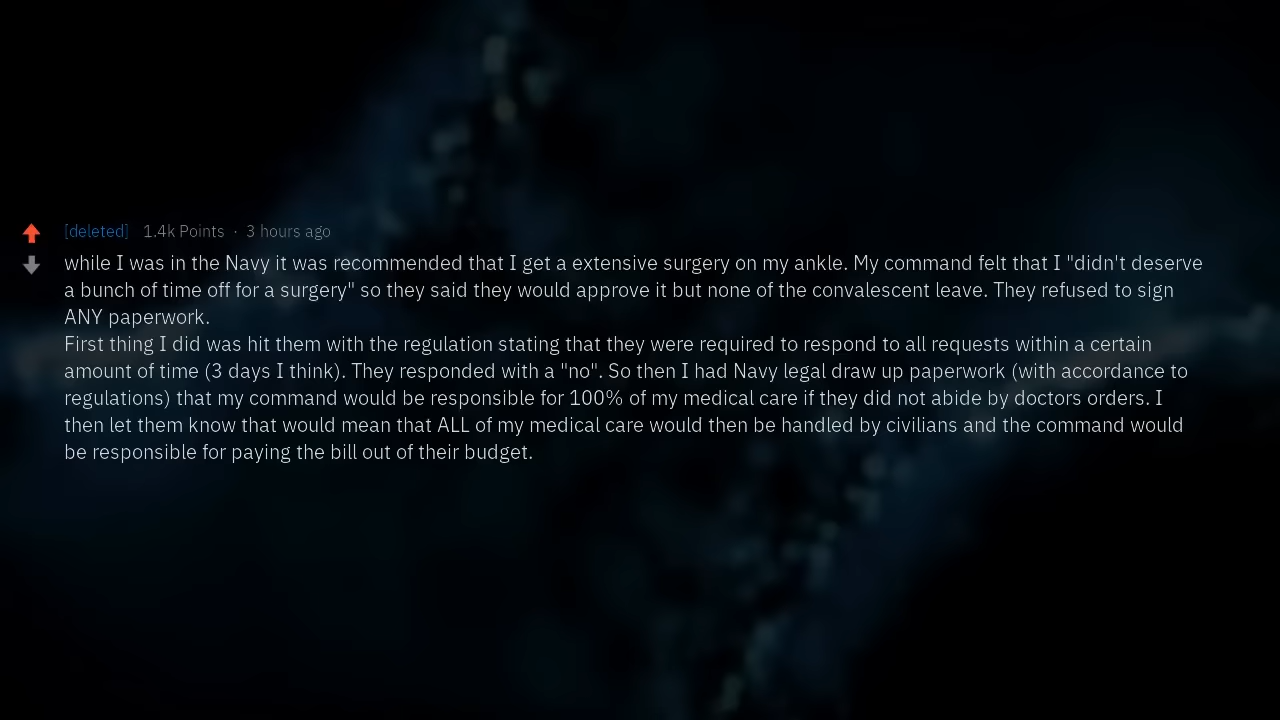 [deleted] 1.4k Points · 3 hours ago
while I was in the Navy it was recommended that I get a extensive surgery on my ankle. My command felt that I "didn't deserve
a bunch of time off for a surgery" so they said they would approve it but none of the convalescent leave. They refused to sign
ANY paperwork.
First thing I did was hit them with the regulation stating that they were required to respond to all requests within a certain
amount of time (3 days I think). They responded with a "no". So then I had Navy legal draw up paperwork (with accordance to
regulations) that my command would be responsible for 100% of my medical care if they did not abide by doctors orders. I
then let them know that would mean that ALL of my medical care would then be handled by civilians and the command would
be responsible for paying the bill out of their budget.